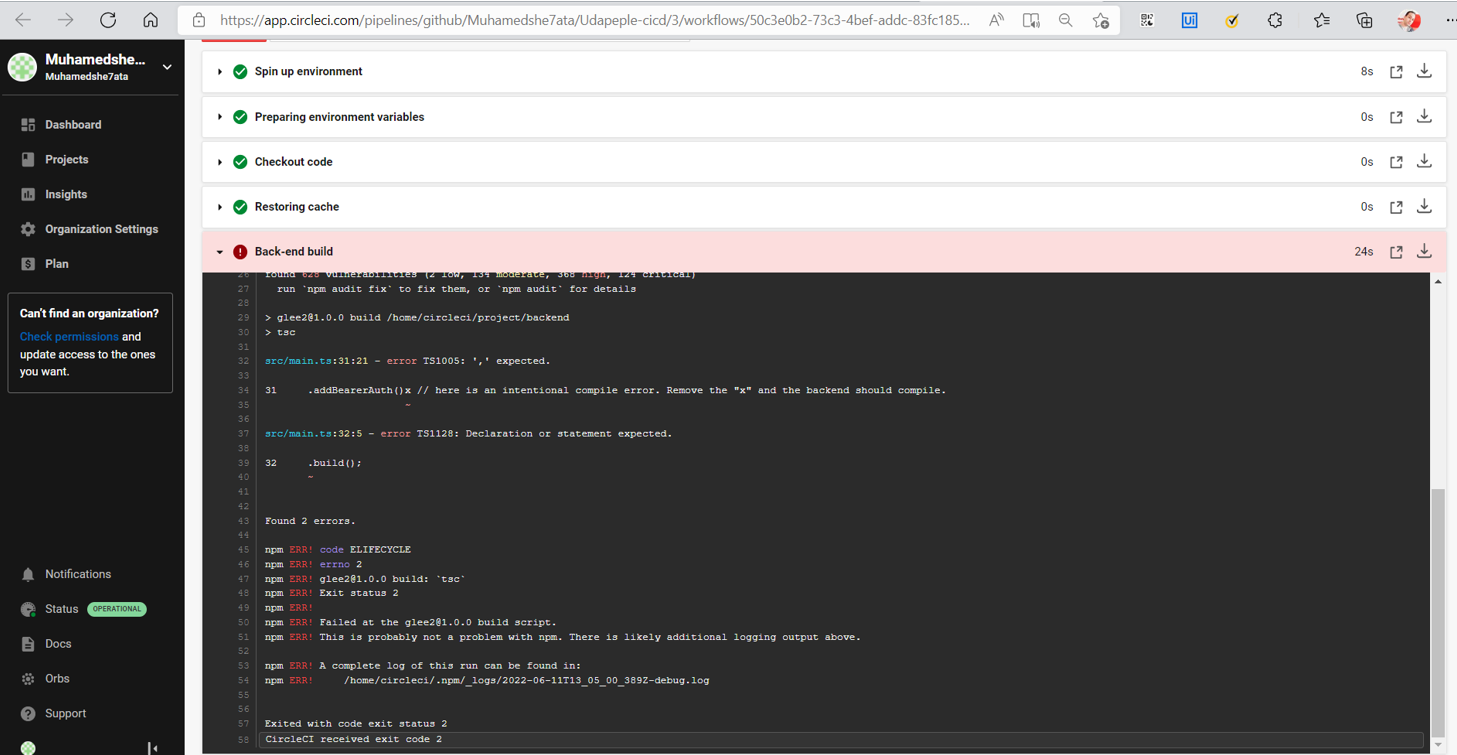 https://app.circleci.com/pipelines/github/Muhamedshe7ata/Udapeple-cicd/3/workflows/50c3e0b2-73c3-4bef-addc-83fc185...
Muhamedshe...
Muhamedshe7ata
Dashboard
Projects
Insights
Organization Settings
Plan
Can't find an organization?
Check permissions and
update access to the ones
you want.
Notifications
Status OPERATIONAL
Docs
Orbs
Support
Spin up environment 8s
Preparing environment variables 0s
Checkout code 0s
Restoring cache 0s
Back-end build 24s
26 found 628 vulnerabilities (2 low, 134 moderate, 368 high, 124 critical)
27 run `npm audit fix` to fix them, or `npm audit` for details
28
29 > glee2@1.0.0 build /home/circleci/project/backend
30 > tsc
31
32 src/main.ts:31:21 - error TS1005: ',' expected.
33
34 31 .addBearerAuth()x // here is an intentional compile error. Remove the "x" and the backend should compile.
35 ~
36
37 src/main.ts:32:5 - error TS1128: Declaration or statement expected.
38
39 32 .build();
40 ~
41
42
43 Found 2 errors.
44
45 npm ERR! code ELIFECYCLE
46 npm ERR! errno 2
47 npm ERR! glee2@1.0.0 build: `tsc`
48 npm ERR! Exit status 2
49 npm ERR!
50 npm ERR! Failed at the glee2@1.0.0 build script.
51 npm ERR! This is probably not a problem with npm. There is likely additional logging output above.
52
53 npm ERR! A complete log of this run can be found in:
54 npm ERR! /home/circleci/.npm/_logs/2022-06-11T13_05_00_389Z-debug.log
55
56
57 Exited with code exit status 2
58 CircleCI received exit code 2